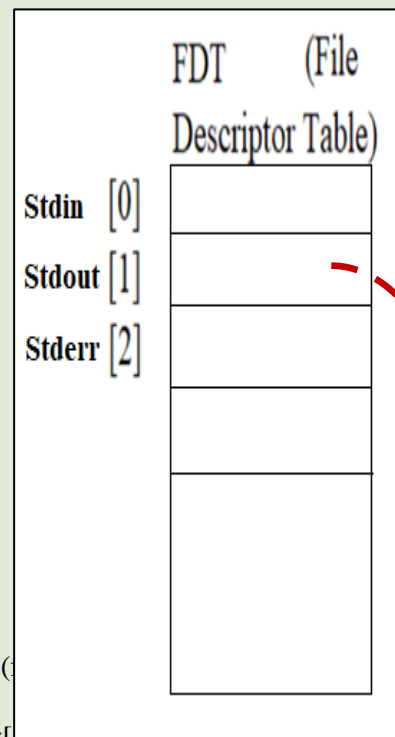 FDT (File
Descriptor Table)
Stdin [0]
Stdout [1]
Stderr [2]